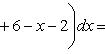 + 6 − x − 2) dx =